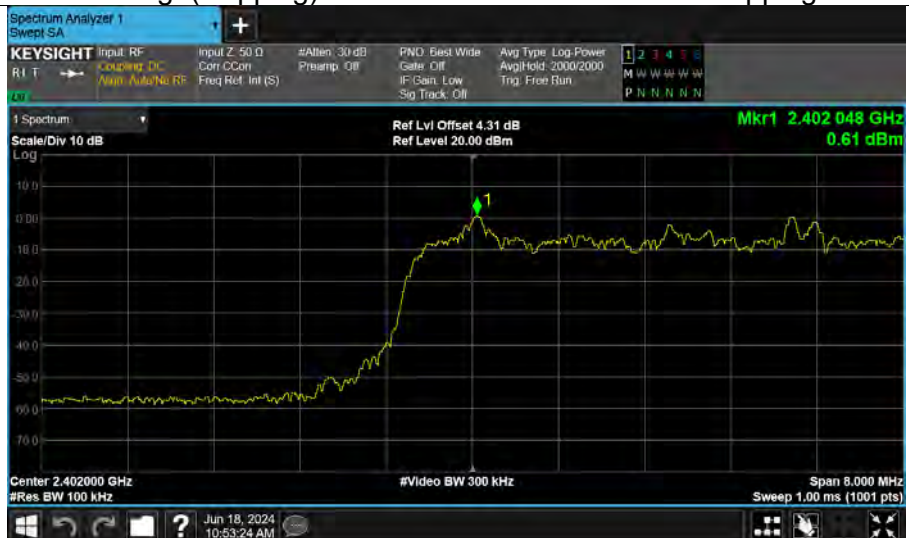 Spectrum Analyzer 1
Swept SA
+
KEYSIGHT Input: RF Input Z: 50 Ω #Atten: 30 dB PNO: Best Wide Avg Type: Log-Power 1 2 3 4 5 6
RL T Coupling: DC Corr CCorr Preamp: Off Gate: Off Avg|Hold: 2000/2000 M W W W W W
Align: Auto/No RF Freq Ref: Int (S) IF Gain: Low Trig: Free Run
Sig Track: Off P N N N N N
1 Spectrum Ref Lvl Offset 4.31 dB Mkr1 2.402 048 GHz
Scale/Div 10 dB Ref Level 20.00 dBm 0.61 dBm
Log
10.0
1
0.00
-10.0
-20.0
-30.0
-40.0
-50.0
-60.0
-70.0
Center 2.402000 GHz #Video BW 300 kHz Span 8.000 MHz
#Res BW 100 kHz Sweep 1.00 ms (1001 pts)
? Jun 18, 2024
10:53:24 AM